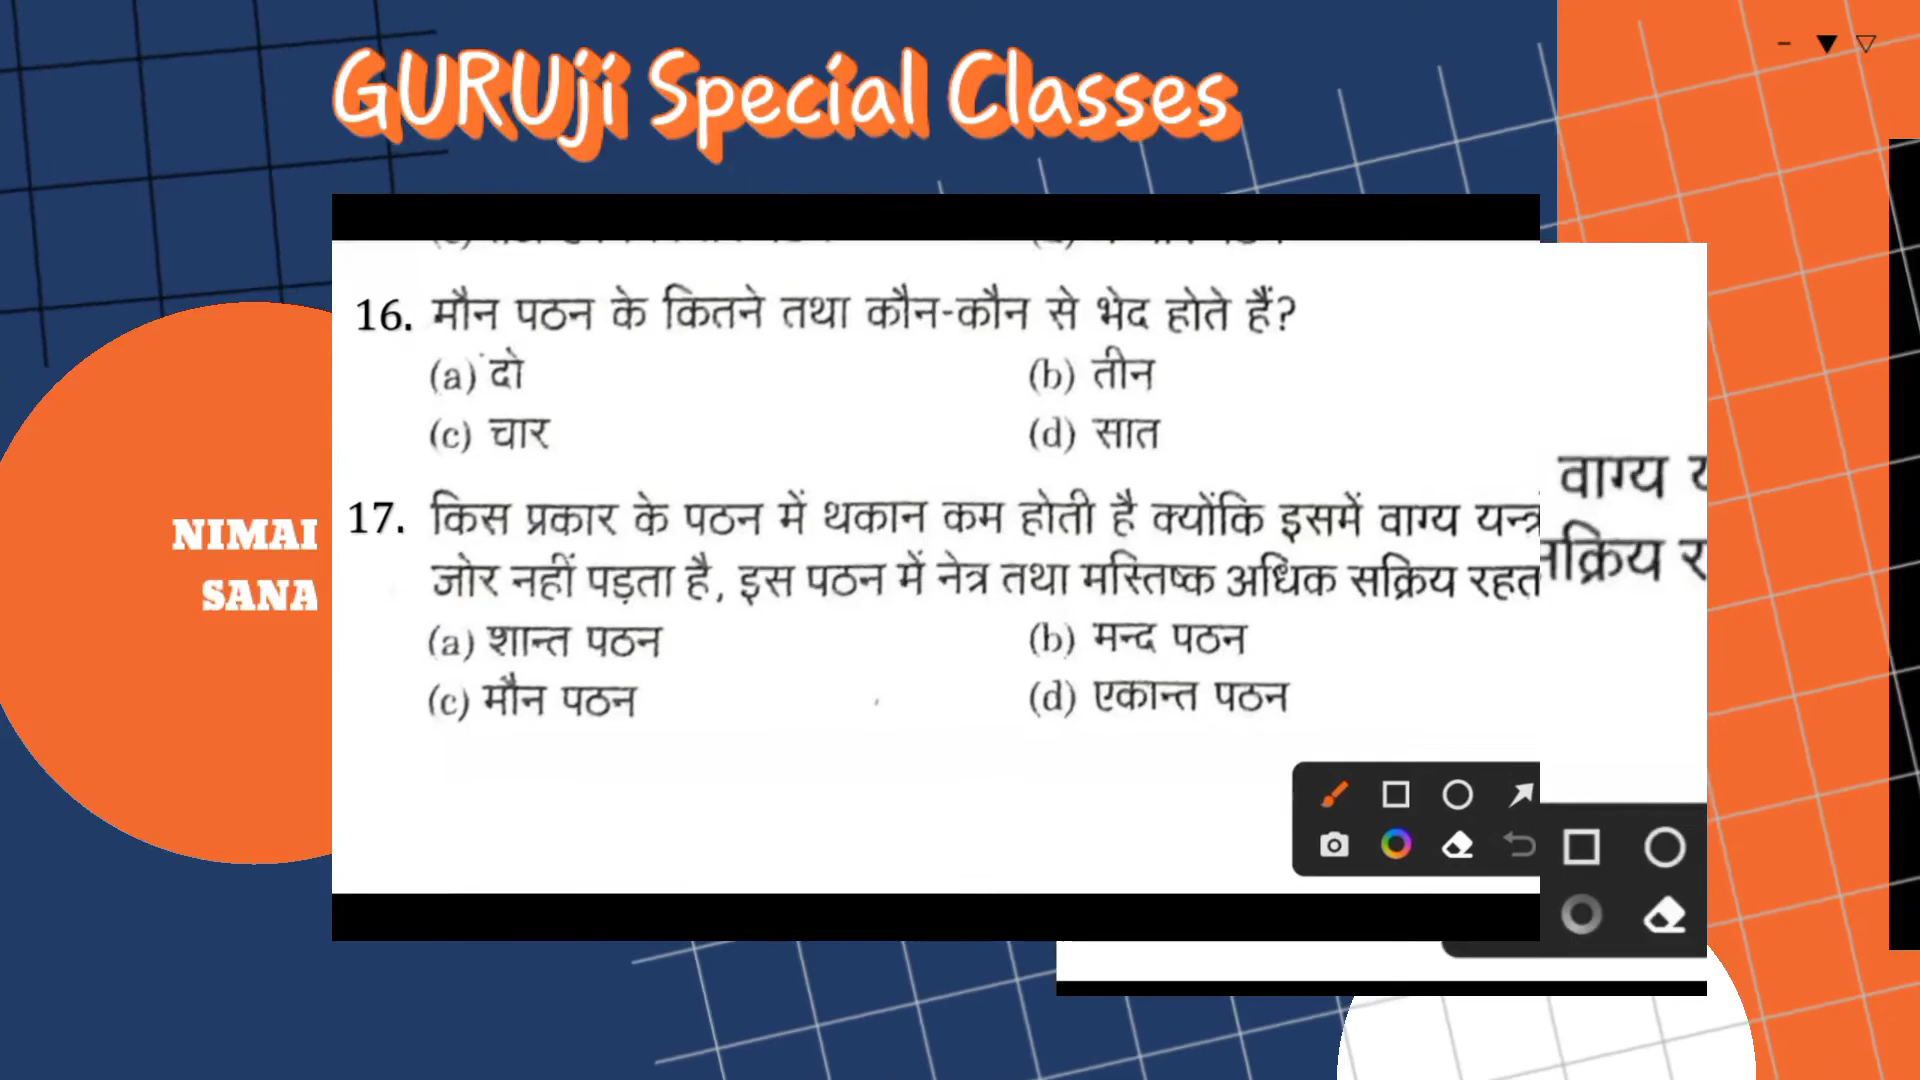 GURUji Special Classes
NIMAI
SANA
16. मौन पठन के कितने तथा कौन-कौन से भेद होते हैं?
(a) दो (b) तीन
(c) चार (d) सात
17. किस प्रकार के पठन में थकान कम होती है क्योंकि इसमें वाग्य यन्त्र
जोर नहीं पड़ता है, इस पठन में नेत्र तथा मस्तिष्क अधिक सक्रिय रहत
(a) शान्त पठन (b) मन्द पठन
(c) मौन पठन (d) एकान्त पठन
वाग्य य
सक्रिय र